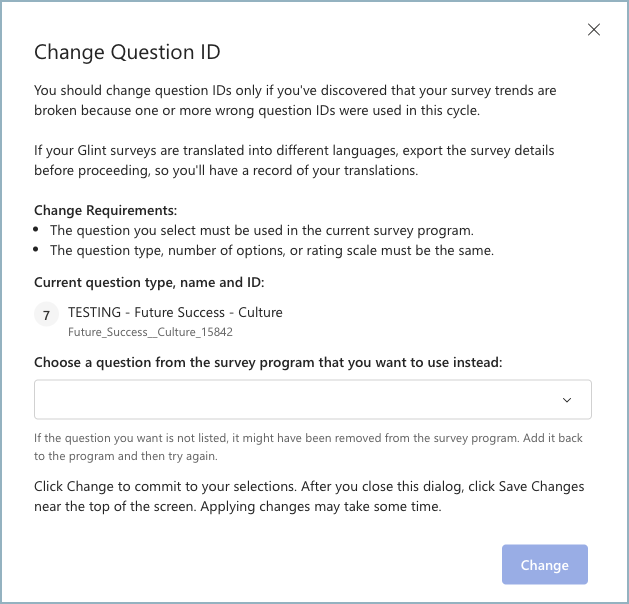 Change Question ID
You should change question IDs only if you've discovered that your survey trends are
broken because one or more wrong question IDs were used in this cycle.
If your Glint surveys are translated into different languages, export the survey details
before proceeding, so you'll have a record of your translations.
Change Requirements:
• The question you select must be used in the current survey program.
• The question type, number of options, or rating scale must be the same.
Current question type, name and ID:
7 TESTING - Future Success - Culture
Future_Success__Culture_15842
Choose a question from the survey program that you want to use instead:
If the question you want is not listed, it might have been removed from the survey program. Add it back
to the program and then try again.
Click Change to commit to your selections. After you close this dialog, click Save Changes
near the top of the screen. Applying changes may take some time.
Change